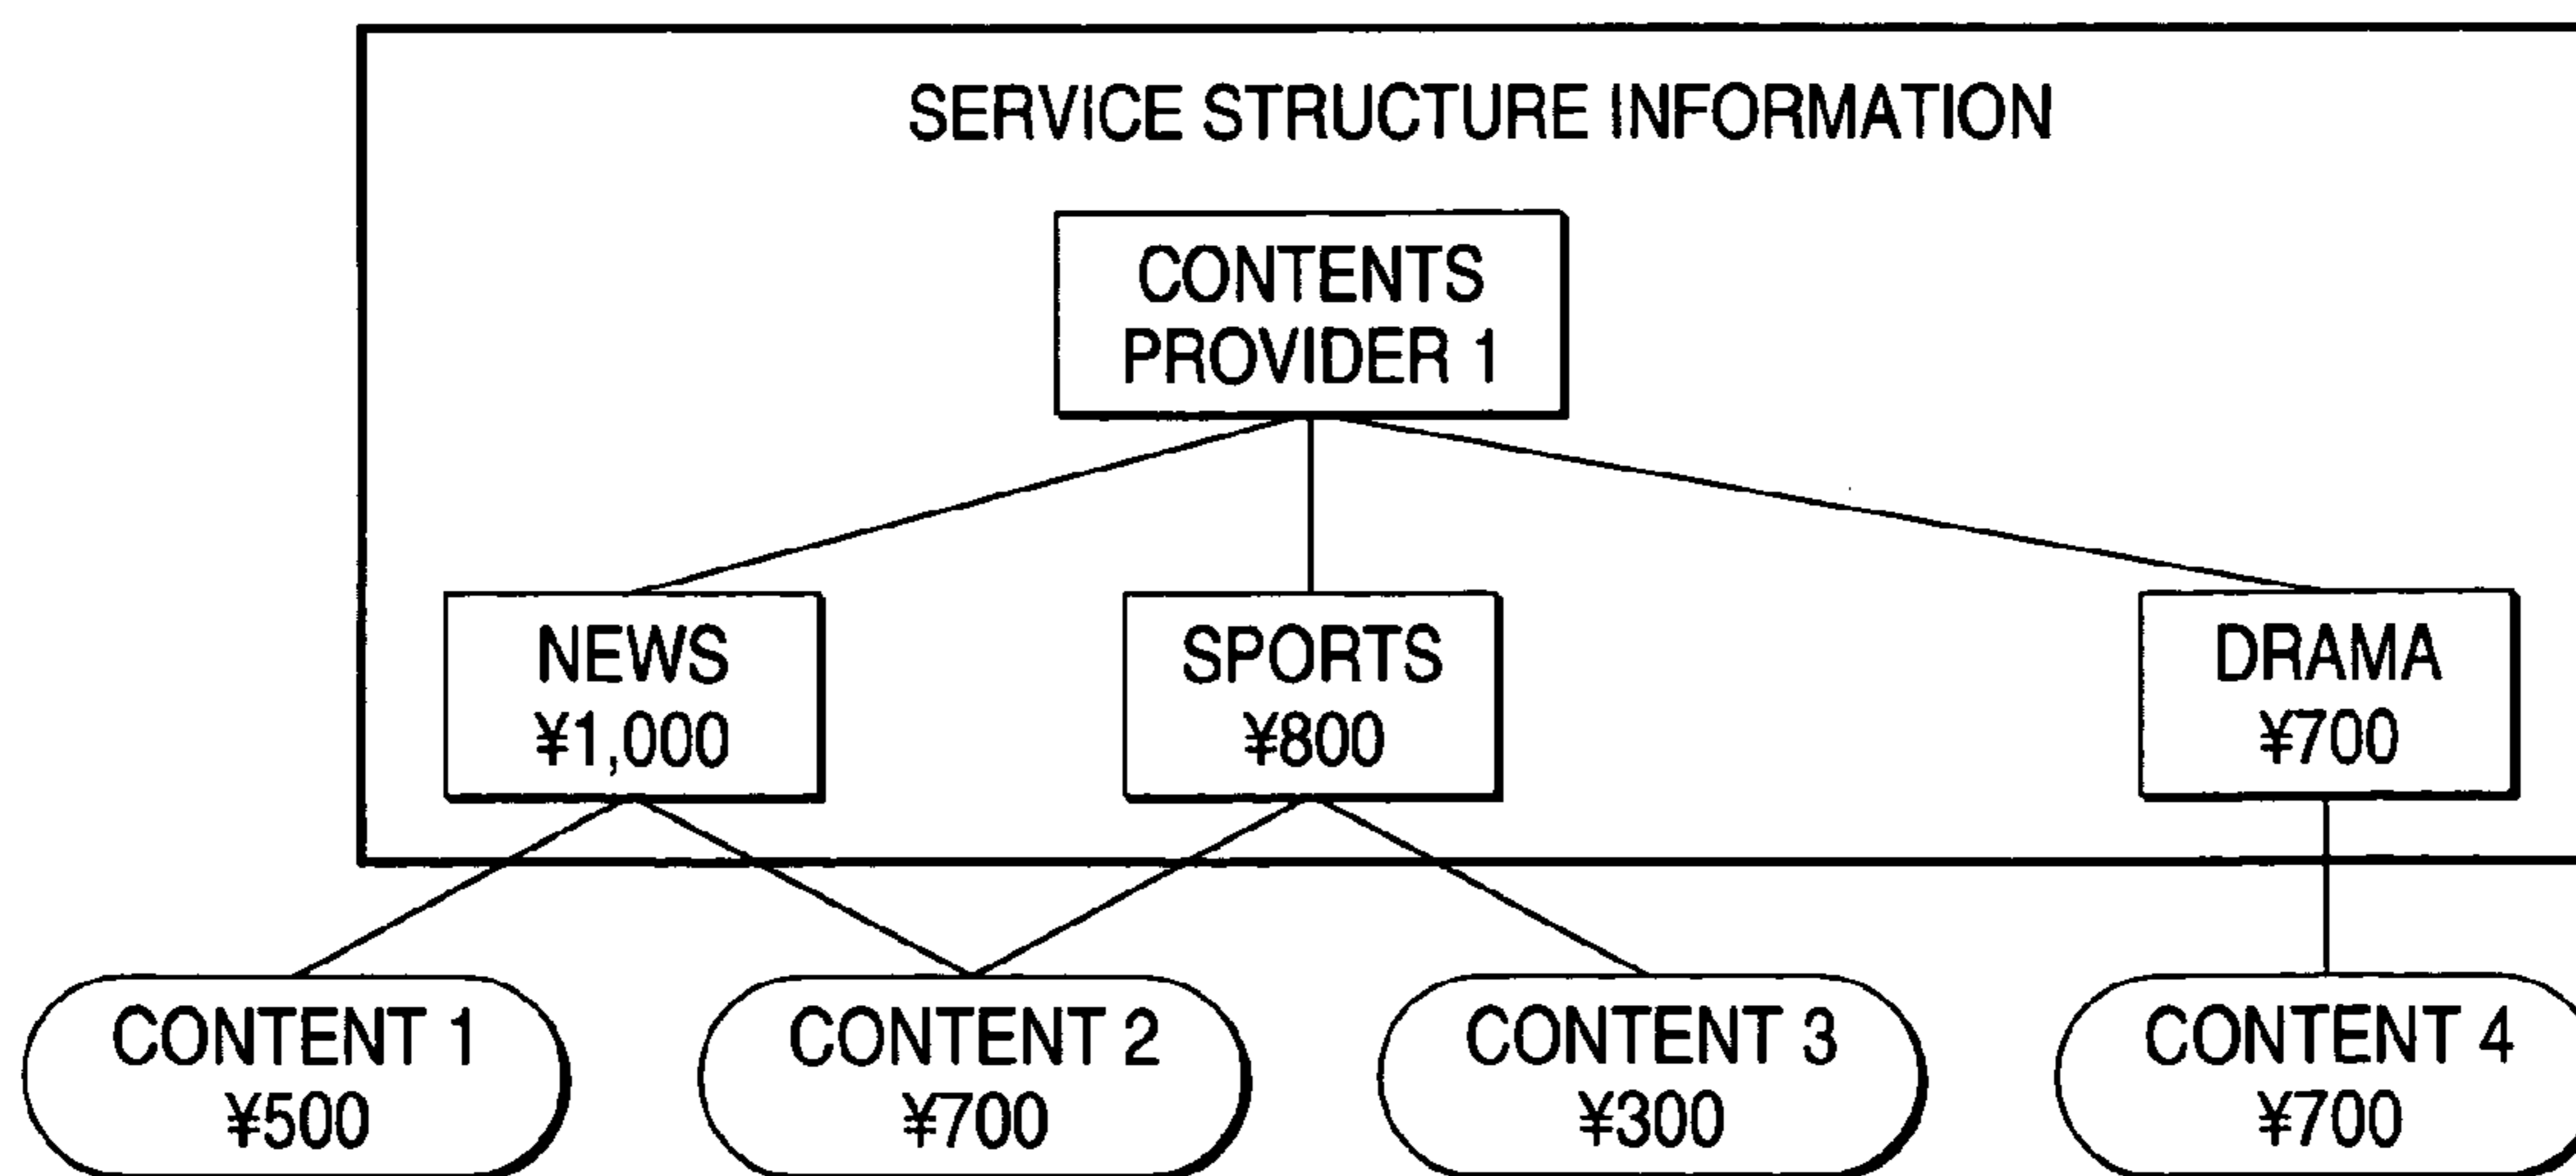 SERVICE STRUCTURE INFORMATION
CONTENTS
PROVIDER 1
NEWS
¥1,000
SPORTS
¥800
DRAMA
¥700
CONTENT 1
¥500
CONTENT 2
¥700
CONTENT 3
¥300
CONTENT 4
¥700